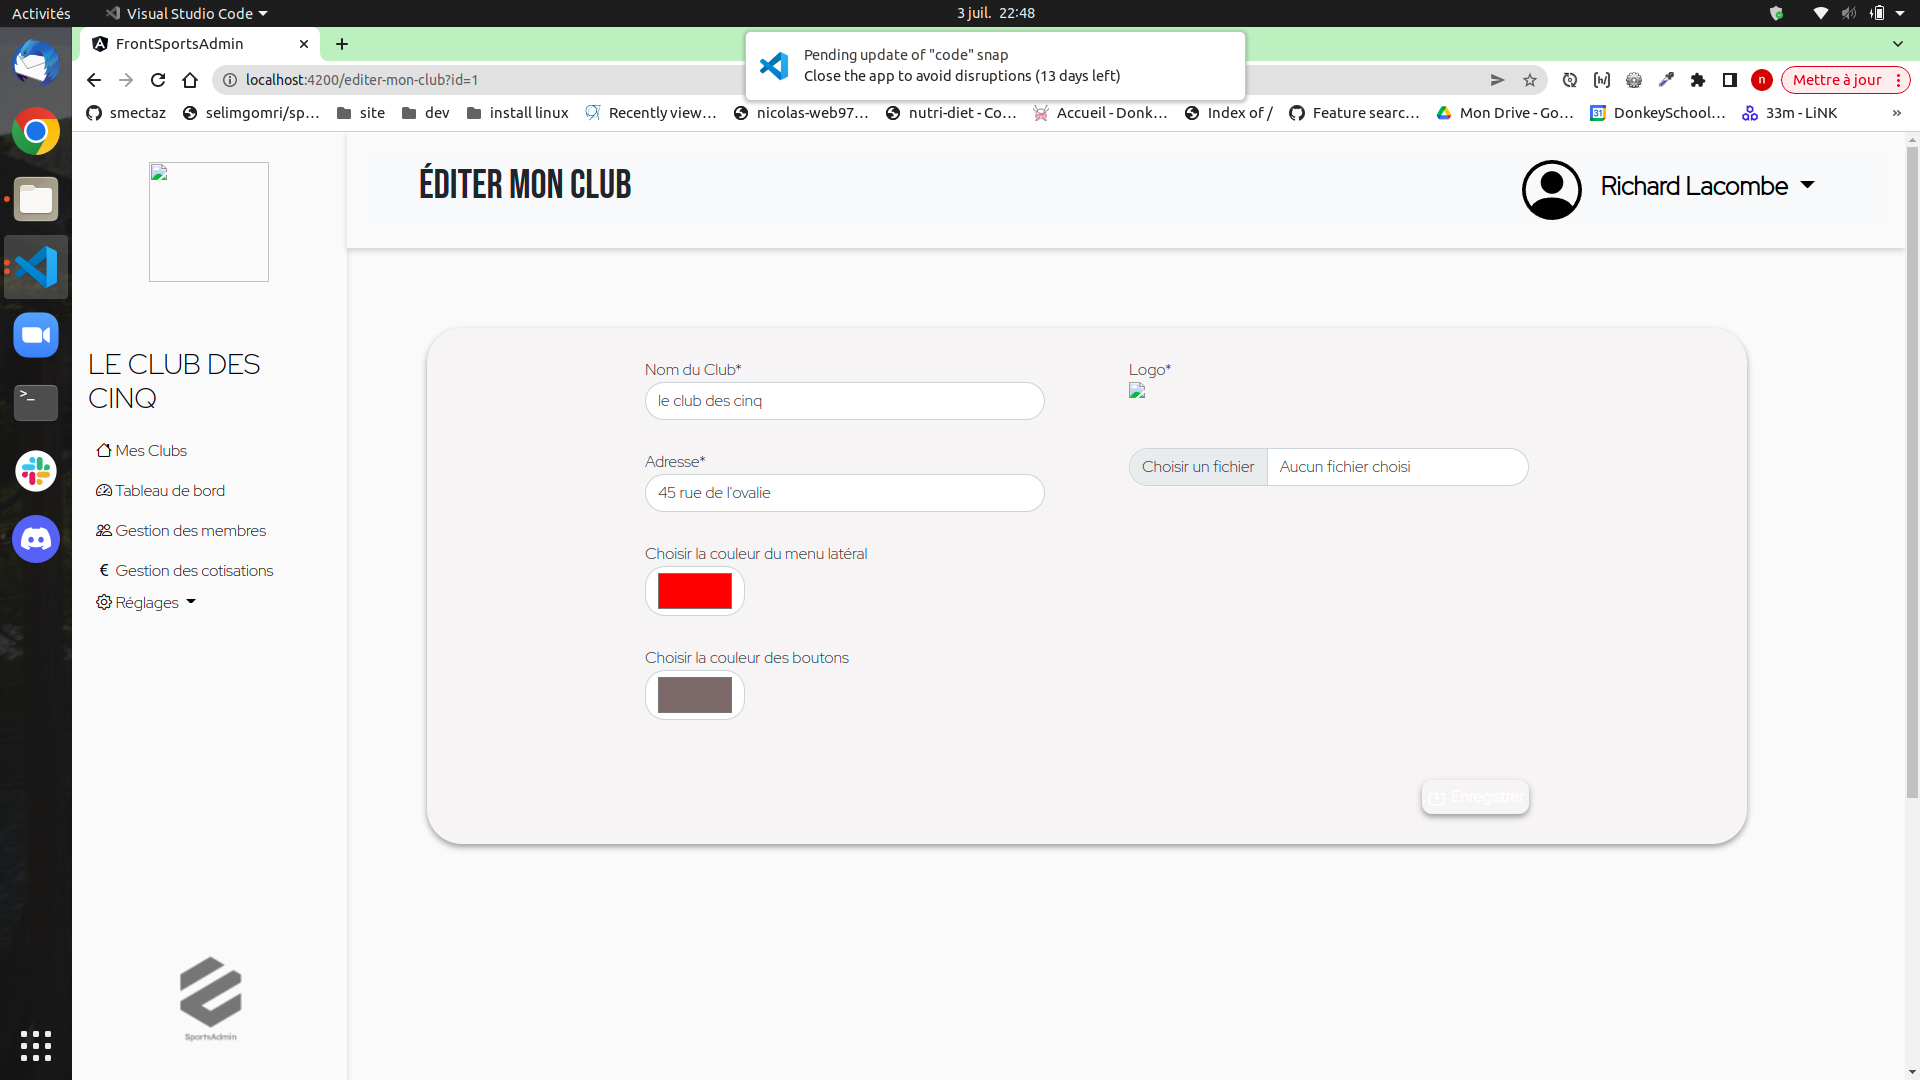 Activités
Visual Studio Code
3 juil. 22:48
FrontSportsAdmin
Pending update of "code" snap
Close the app to avoid disruptions (13 days left)
localhost:4200/editer-mon-club?id=1
n
Mettre à jour
smectaz
selimgomri/sp...
site
dev
install linux
Recently view...
nicolas-web97...
nutri-diet - Co...
Accueil - Donk...
Index of /
Feature searc...
Mon Drive - Go...
31
DonkeySchool...
33m - LiNK
»
ÉDITER MON CLUB
Richard Lacombe
LE CLUB DES
CINQ
Mes Clubs
Tableau de bord
Gestion des membres
€ Gestion des cotisations
Réglages
SportsAdmin
Nom du Club*
le club des cinq
Adresse*
45 rue de l'ovalie
Choisir la couleur du menu latéral
Choisir la couleur des boutons
Logo*
Choisir un fichier
Aucun fichier choisi
Enregistrer